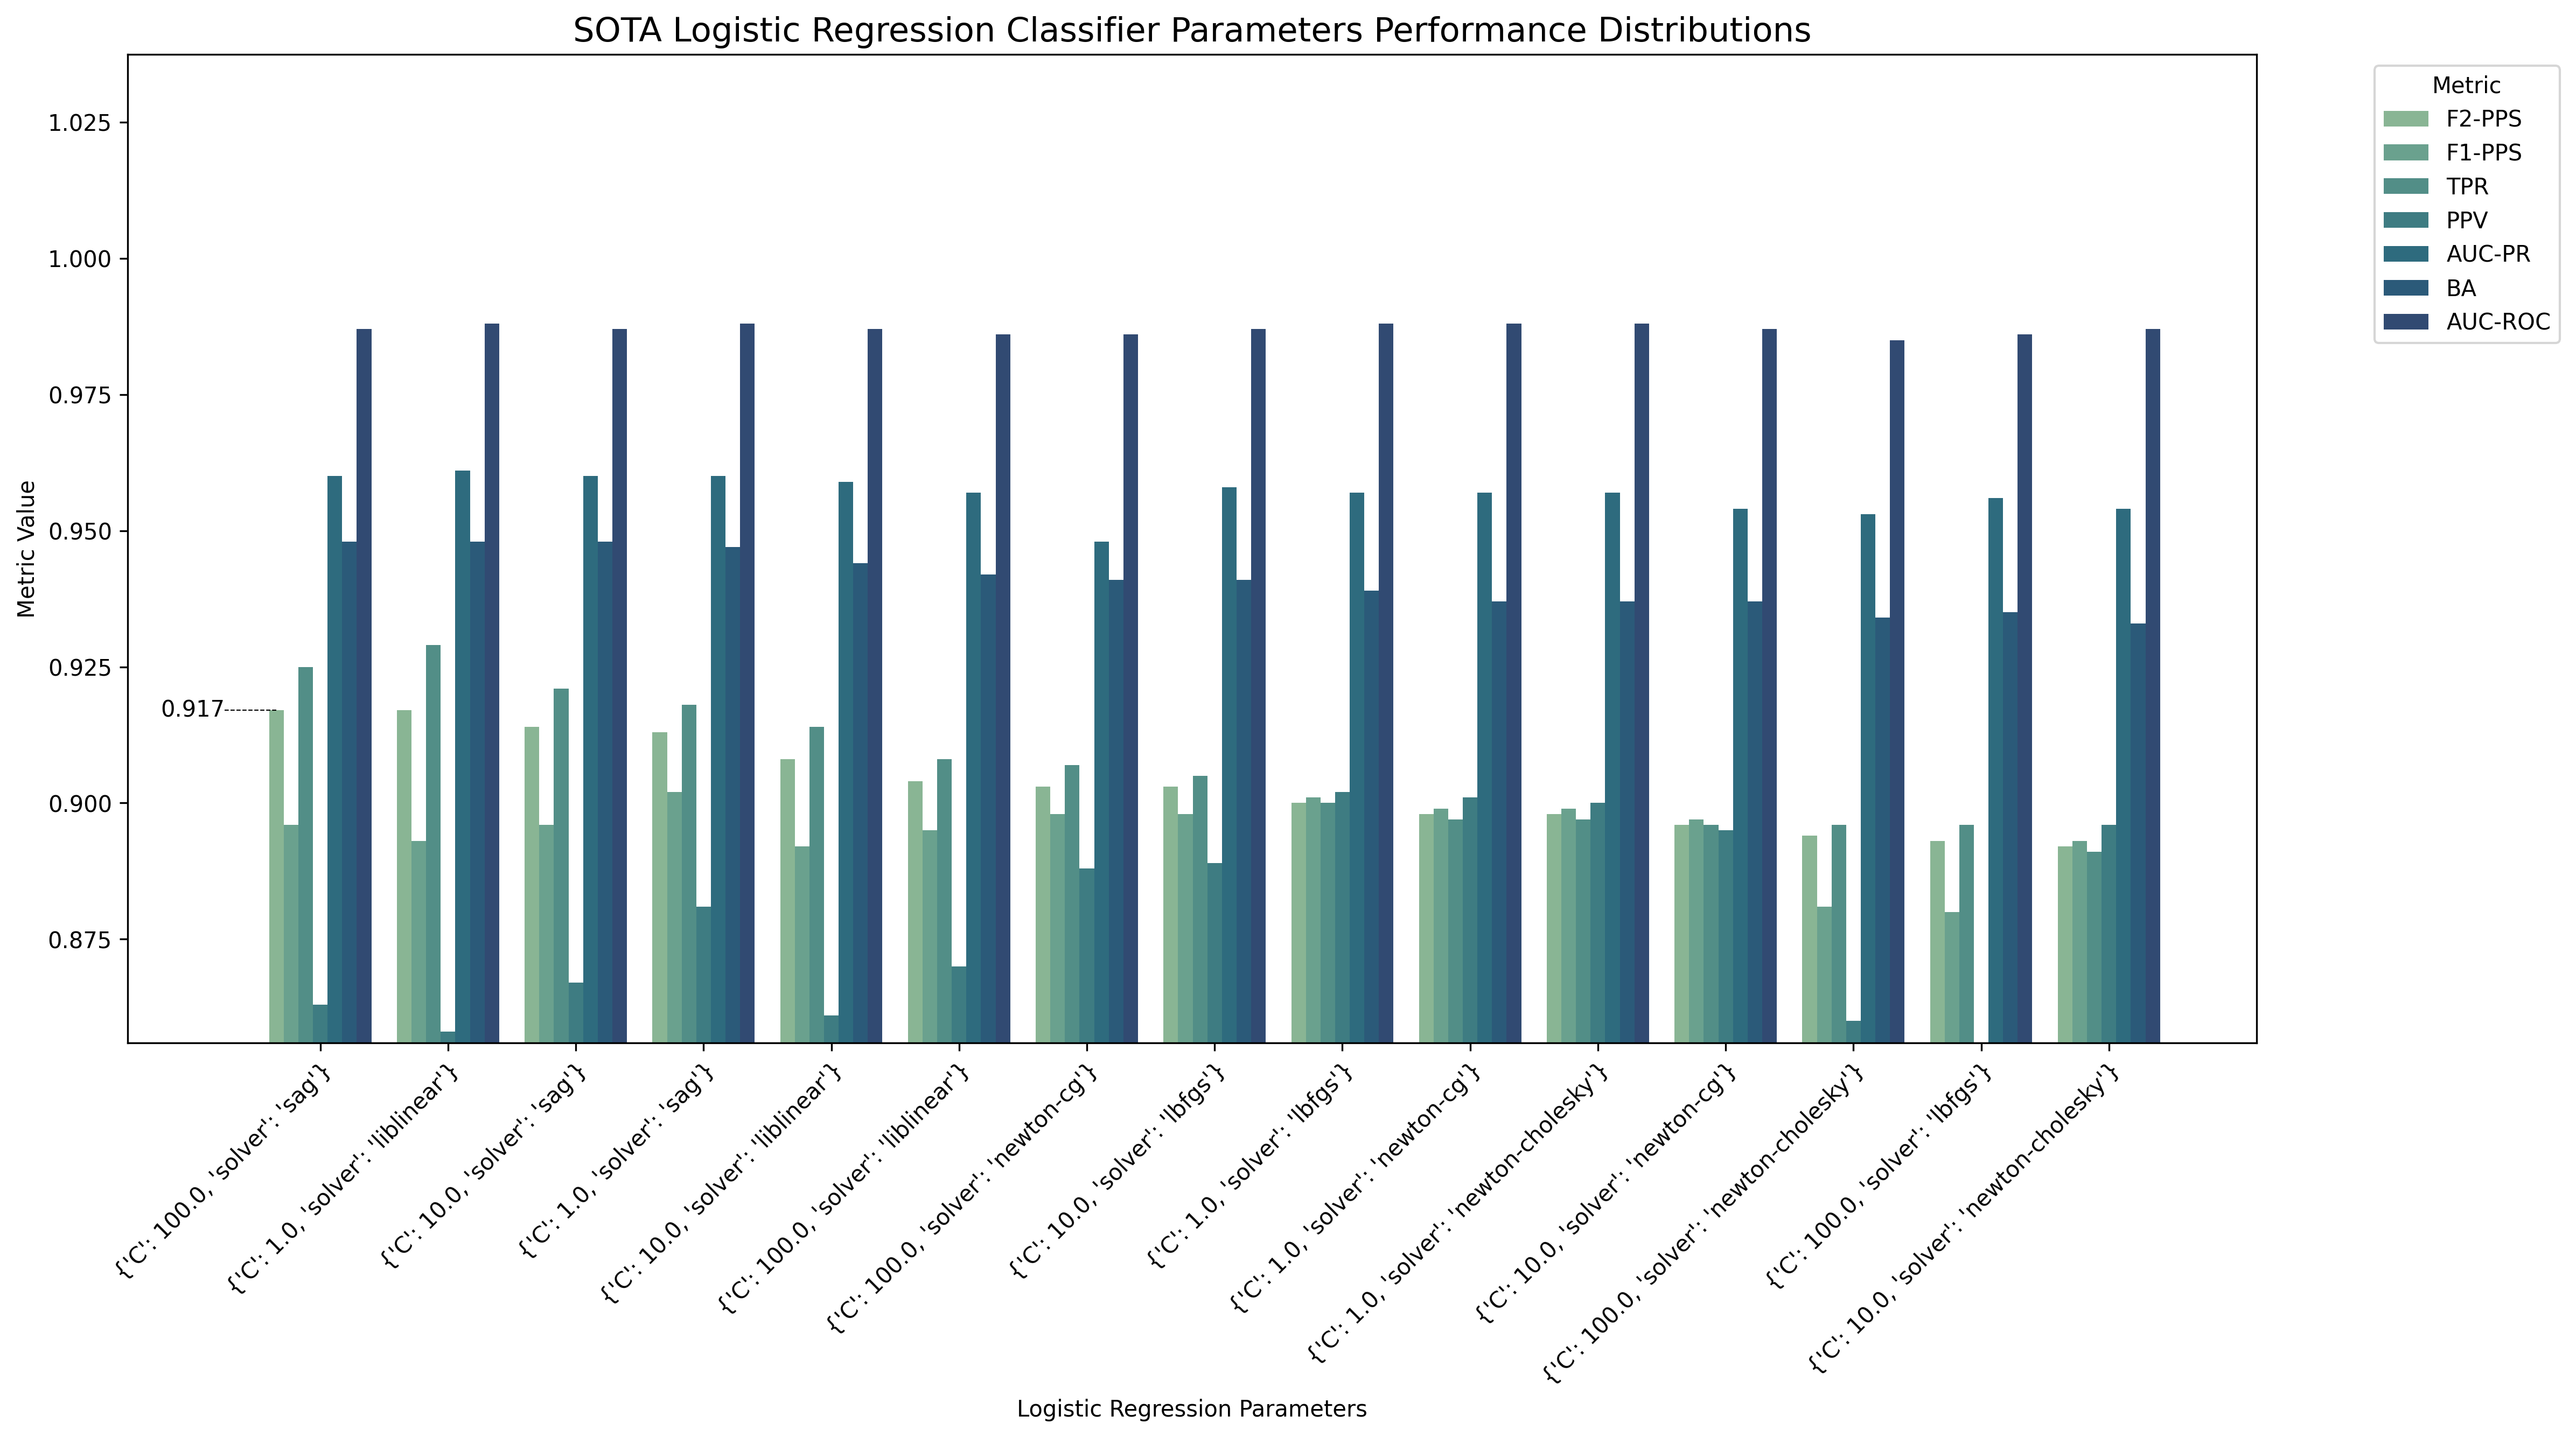 SOTA Logistic Regression Classifier Parameters Performance Distributions
Metric
F2-PPS
F1-PPS
TPR
PPV
AUC-PR
BA
AUC-ROC
Metric Value
1.025
1.000
0.975
0.950
0.925
0.900
0.875
0.917
{'C': 100.0, 'solver': 'sag'}
{'C': 1.0, 'solver': 'liblinear'}
{'C': 10.0, 'solver': 'sag'}
{'C': 1.0, 'solver': 'sag'}
{'C': 10.0, 'solver': 'liblinear'}
{'C': 100.0, 'solver': 'liblinear'}
{'C': 100.0, 'solver': 'newton-cg'}
{'C': 10.0, 'solver': 'lbfgs'}
{'C': 1.0, 'solver': 'lbfgs'}
{'C': 1.0, 'solver': 'newton-cg'}
{'C': 1.0, 'solver': 'newton-cholesky'}
{'C': 10.0, 'solver': 'newton-cg'}
{'C': 100.0, 'solver': 'newton-cholesky'}
{'C': 100.0, 'solver': 'lbfgs'}
{'C': 10.0, 'solver': 'newton-cholesky'}
Logistic Regression Parameters